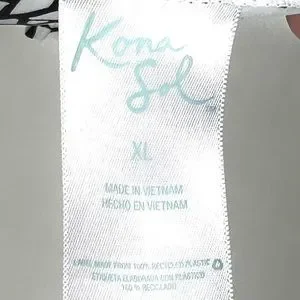 Kona
Sol
XL
MADE IN VIETNAM
HECHO EN VIETNAM
LABEL MADE FROM 100% RECYCLED PLASTIC
ETIQUETA ELABORADA CON PLÁSTICO
100% RECICLADO